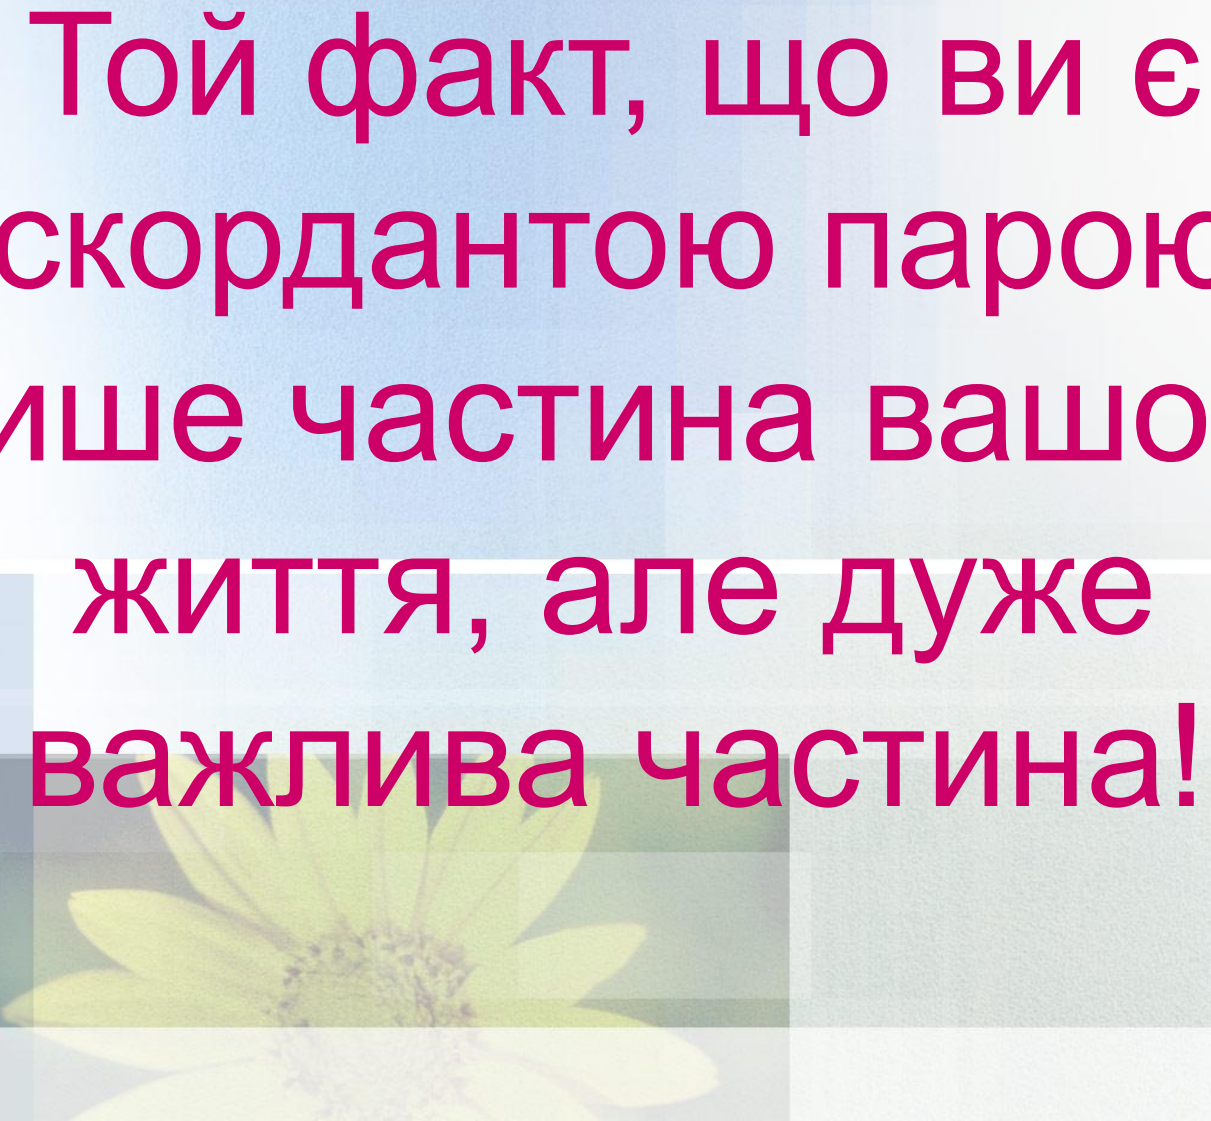 Той факт, що ви є
скордантою парою
ише частина вашо
життя, але дуже
важлива частина!